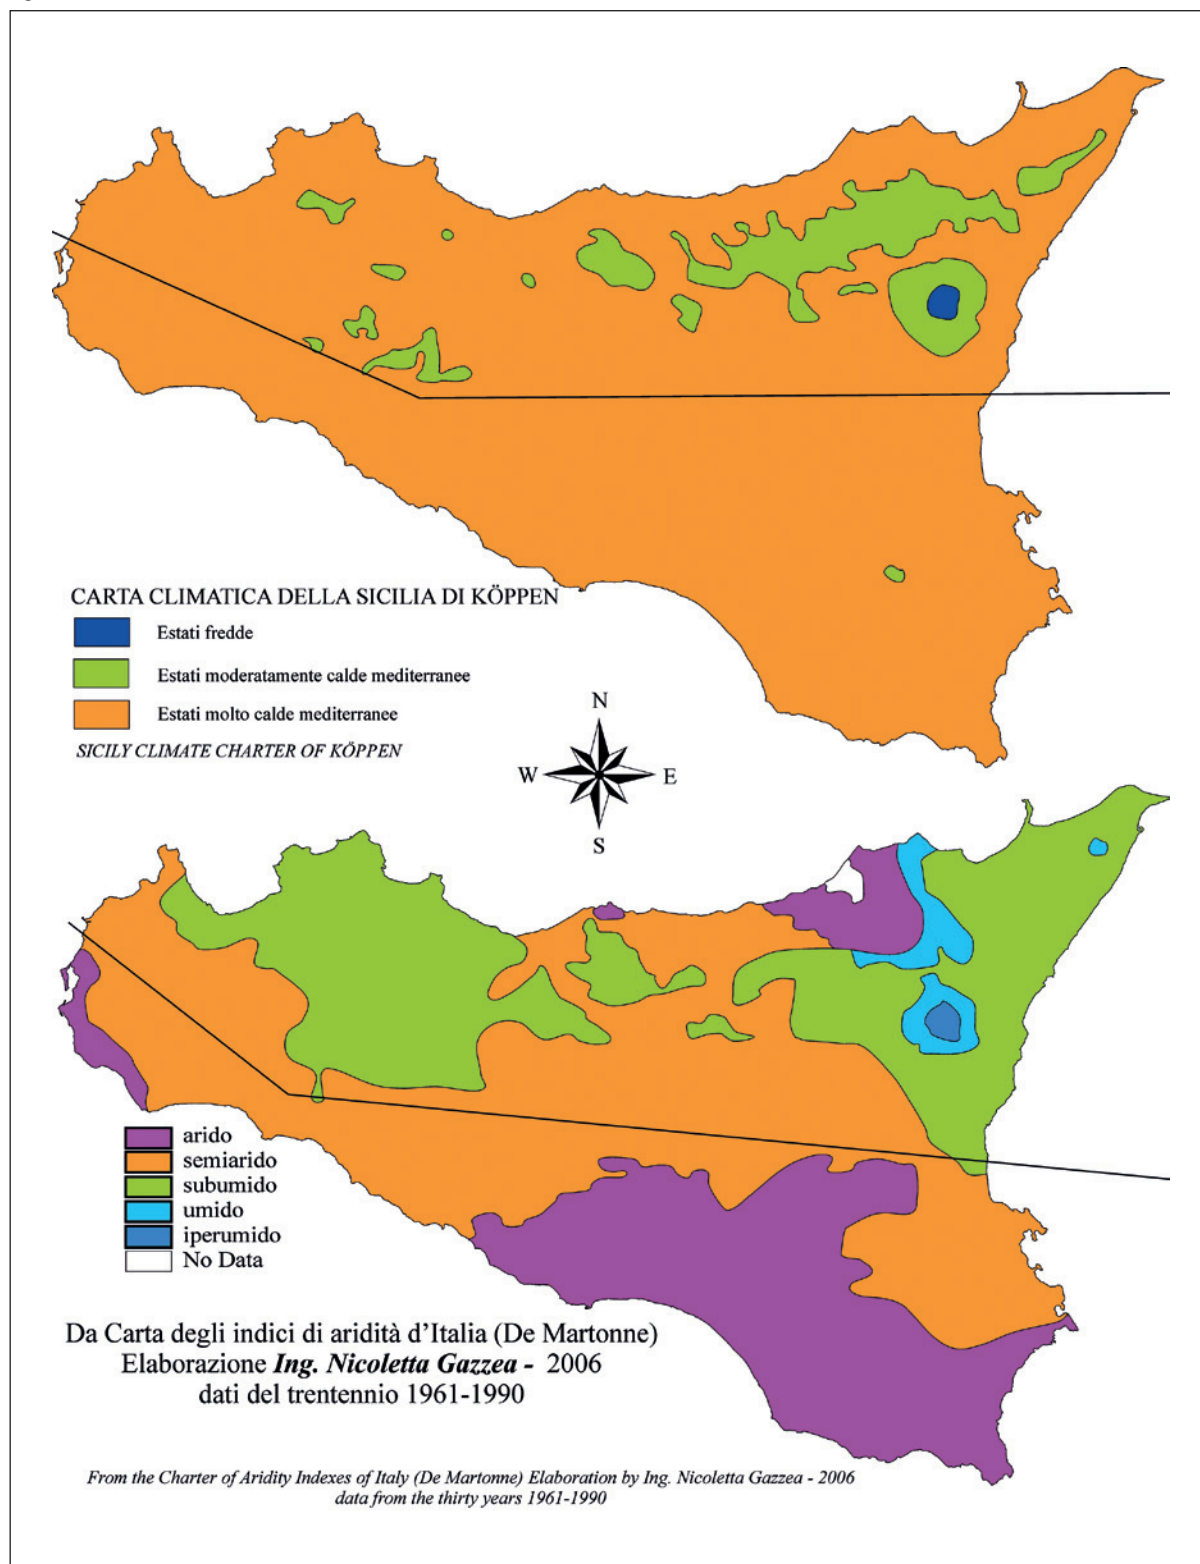 CARTA CLIMATICA DELLA SICILIA DI KÖPPEN
Estati fredde
Estati moderatamente calde mediterranee
Estati molto calde mediterranee
SICILY CLIMATE CHARTER OF KÖPPEN
N
W
E
S
arido
semiarido
subumido
umido
iperumido
No Data
Da Carta degli indici di aridità d'Italia (De Martonne)
Elaborazione Ing. Nicoletta Gazzea - 2006
dati del trentennio 1961-1990
From the Charter of Aridity Indexes of Italy (De Martonne) Elaboration by Ing. Nicoletta Gazzea - 2006
data from the thirty years 1961-1990